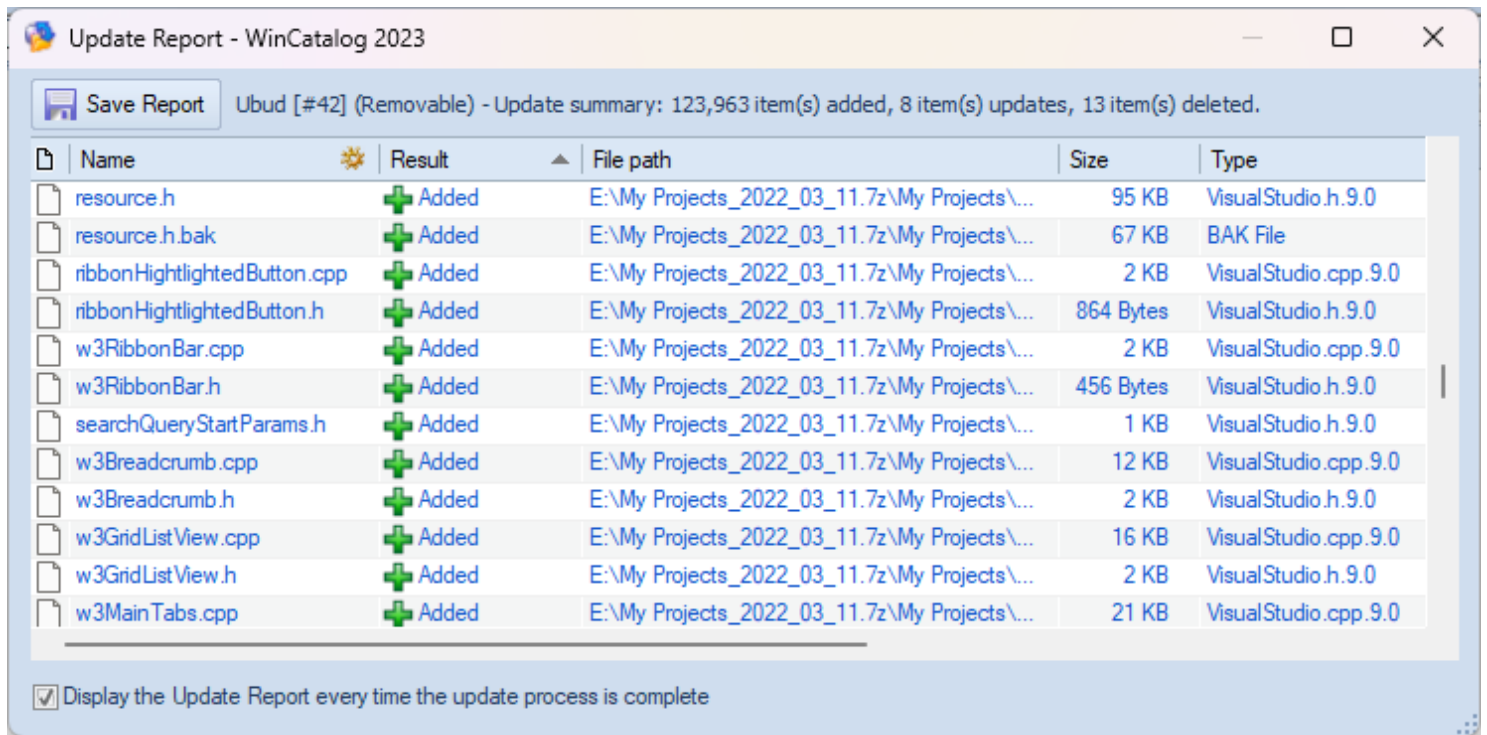 Update Report - WinCatalog 2023
Save Report Ubud [#42] (Removable) - Update summary: 123,963 item(s) added, 8 item(s) updates, 13 item(s) deleted.
Name Result File path Size Type
resource.h Added E:\My Projects_2022_03_11.7z\My Projects\... 95 KB VisualStudio.h.9.0
resource.h.bak Added E:\My Projects_2022_03_11.7z\My Projects\... 67 KB BAK File
ribbonHightlightedButton.cpp Added E:\My Projects_2022_03_11.7z\My Projects\... 2 KB VisualStudio.cpp.9.0
ribbonHightlightedButton.h Added E:\My Projects_2022_03_11.7z\My Projects\... 864 Bytes VisualStudio.h.9.0
w3RibbonBar.cpp Added E:\My Projects_2022_03_11.7z\My Projects\... 2 KB VisualStudio.cpp.9.0
w3RibbonBar.h Added E:\My Projects_2022_03_11.7z\My Projects\... 456 Bytes VisualStudio.h.9.0
searchQueryStartParams.h Added E:\My Projects_2022_03_11.7z\My Projects\... 1 KB VisualStudio.h.9.0
w3Breadcrumb.cpp Added E:\My Projects_2022_03_11.7z\My Projects\... 12 KB VisualStudio.cpp.9.0
w3Breadcrumb.h Added E:\My Projects_2022_03_11.7z\My Projects\... 2 KB VisualStudio.h.9.0
w3GridListView.cpp Added E:\My Projects_2022_03_11.7z\My Projects\... 16 KB VisualStudio.cpp.9.0
w3GridListView.h Added E:\My Projects_2022_03_11.7z\My Projects\... 2 KB VisualStudio.h.9.0
w3MainTabs.cpp Added E:\My Projects_2022_03_11.7z\My Projects\... 21 KB VisualStudio.cpp.9.0
Display the Update Report every time the update process is complete